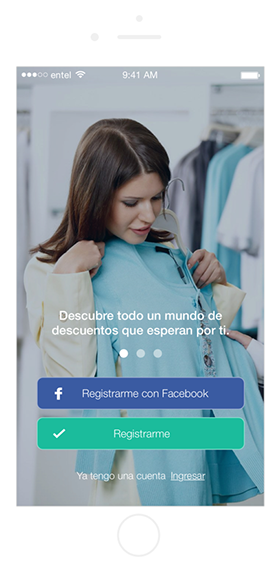 entel 9:41 AM
Descubre todo un mundo de
descuentos que esperan por ti.
Registrarme con Facebook
Registrarme
Ya tengo una cuenta Ingresar